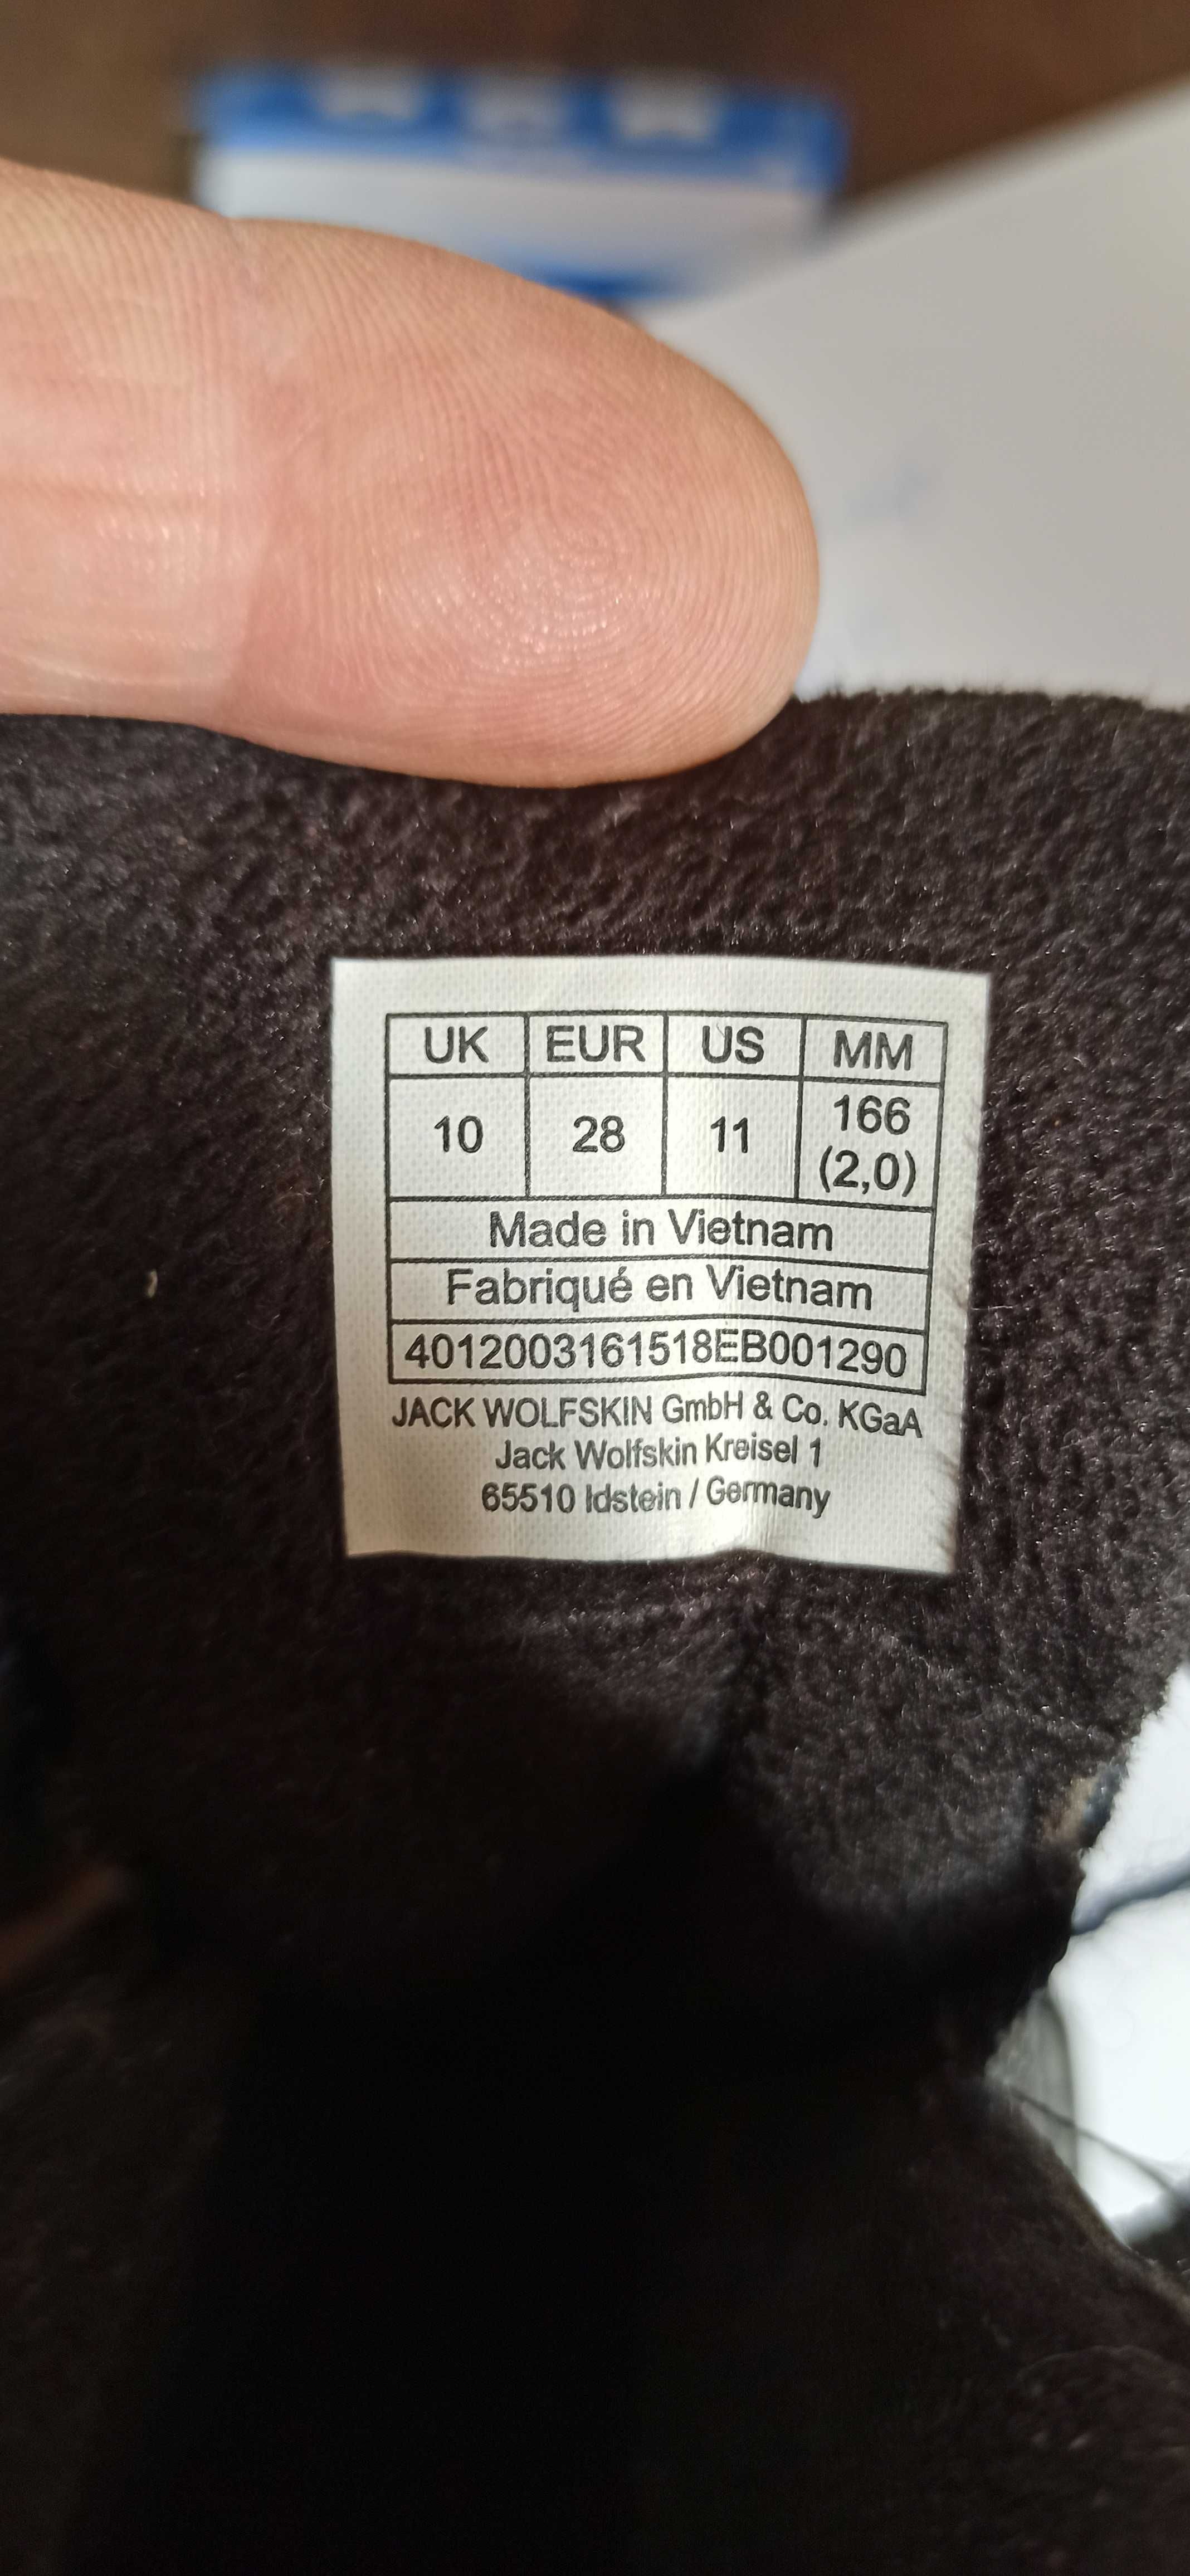 UK EUR US MM
10 28 11 166
(2,0)
Made in Vietnam
Fabriqué en Vietnam
4012003161518EB001290
JACK WOLFSKIN GmbH & Co. KGaA
Jack Wolfskin Kreisel 1
65510 Idstein / Germany